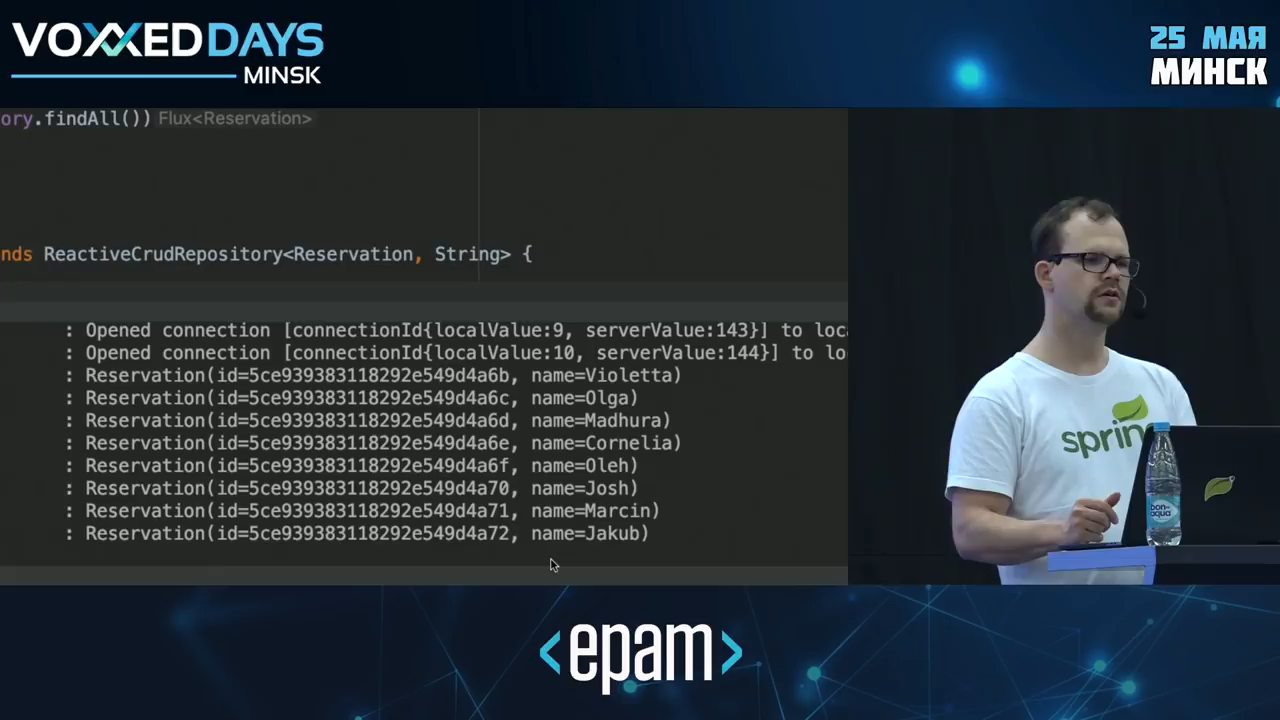 VOXXEDDAYS
MINSK
25 МАЯ
МИНСК
ory.findAll()) Flux<Reservation>
nds ReactiveCrudRepository<Reservation, String> {
: Opened connection [connectionId{localValue:9, serverValue:143}] to loc
: Opened connection [connectionId{localValue:10, serverValue:144}] to lo
: Reservation(id=5ce939383118292e549d4a6b, name=Violetta)
: Reservation(id=5ce939383118292e549d4a6c, name=Olga)
: Reservation(id=5ce939383118292e549d4a6d, name=Madhura)
: Reservation(id=5ce939383118292e549d4a6e, name=Cornelia)
: Reservation(id=5ce939383118292e549d4a6f, name=Oleh)
: Reservation(id=5ce939383118292e549d4a70, name=Josh)
: Reservation(id=5ce939383118292e549d4a71, name=Marcin)
: Reservation(id=5ce939383118292e549d4a72, name=Jakub)
spring
bon
aqua
<epam>